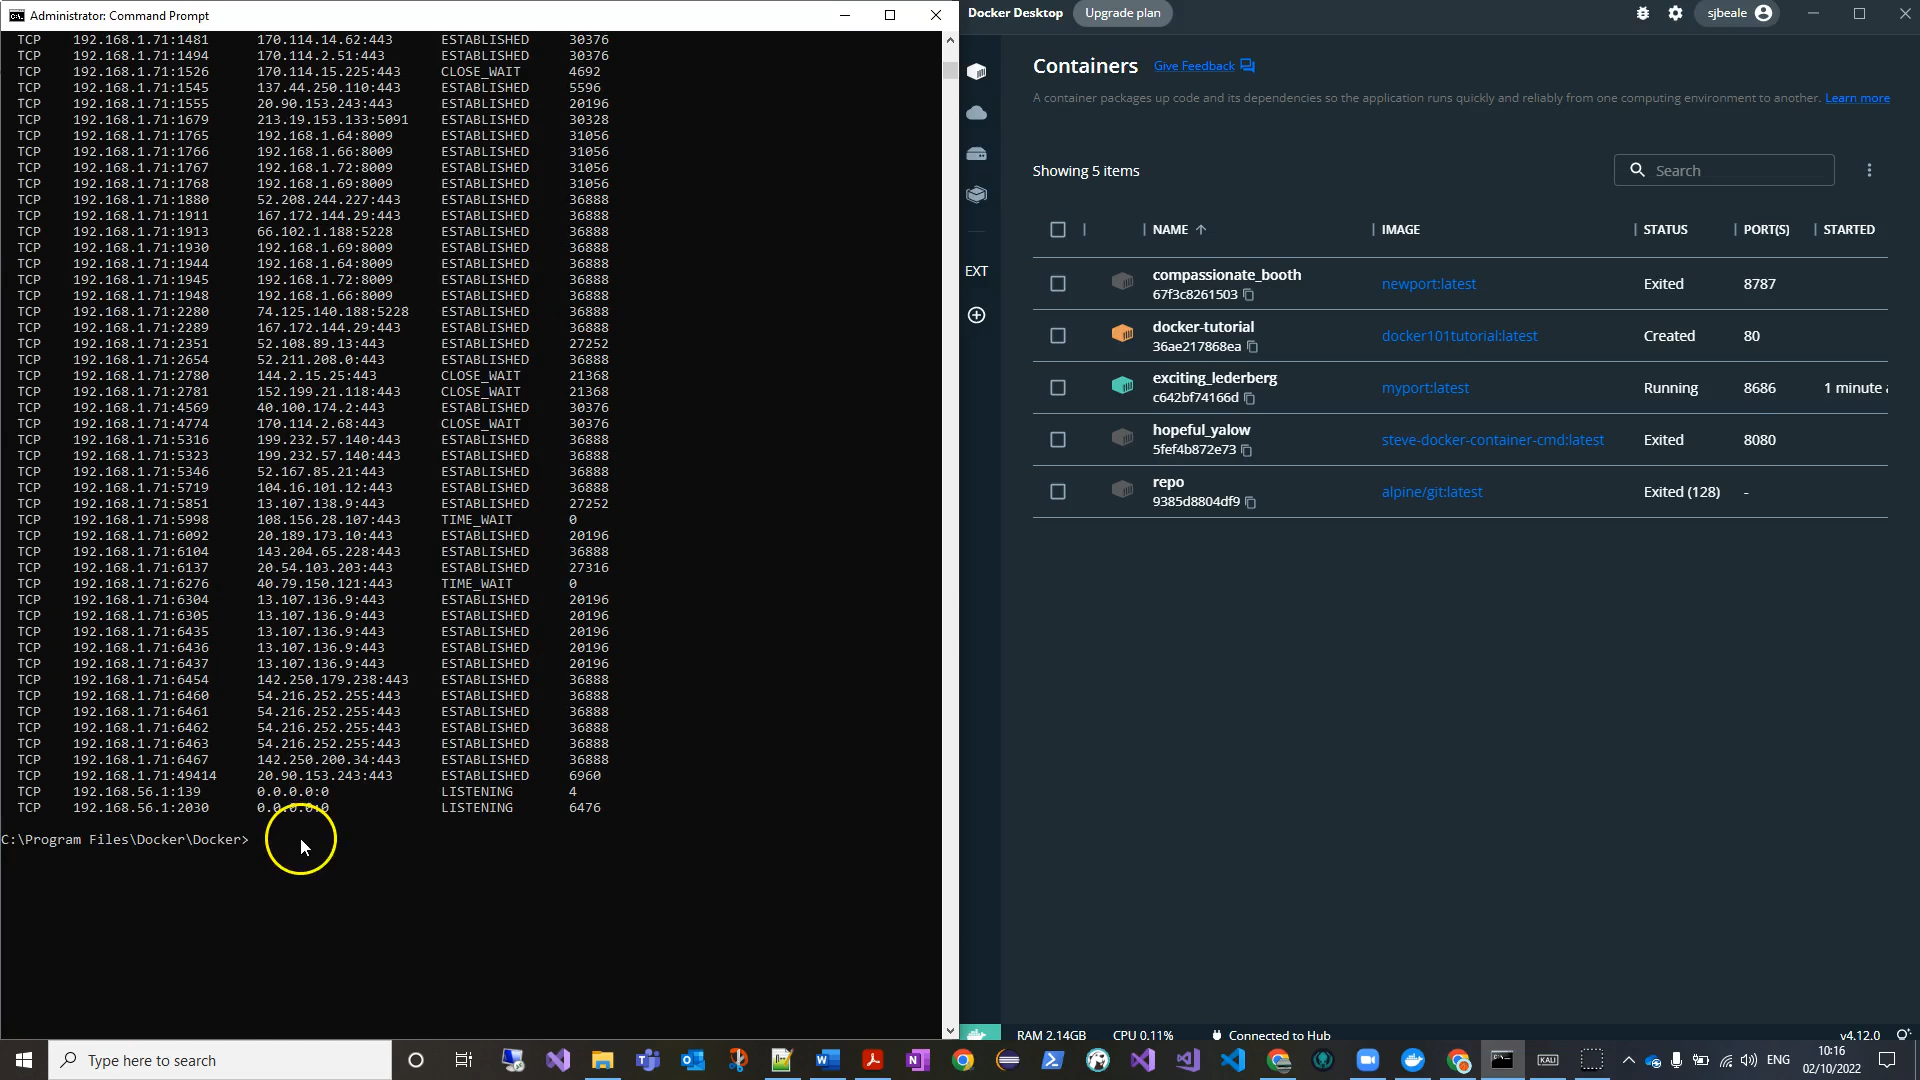 Administrator: Command Prompt
TCP 192.168.1.71:1481 170.114.14.62:443 ESTABLISHED 30376
TCP 192.168.1.71:1494 170.114.2.51:443 ESTABLISHED 30376
TCP 192.168.1.71:1526 170.114.15.225:443 CLOSE_WAIT 4692
TCP 192.168.1.71:1545 137.44.250.110:443 ESTABLISHED 5596
TCP 192.168.1.71:1555 20.90.153.243:443 ESTABLISHED 20196
TCP 192.168.1.71:1679 213.19.153.133:5091 ESTABLISHED 30328
TCP 192.168.1.71:1765 192.168.1.64:8009 ESTABLISHED 31056
TCP 192.168.1.71:1766 192.168.1.66:8009 ESTABLISHED 31056
TCP 192.168.1.71:1767 192.168.1.72:8009 ESTABLISHED 31056
TCP 192.168.1.71:1768 192.168.1.69:8009 ESTABLISHED 31056
TCP 192.168.1.71:1880 52.208.244.227:443 ESTABLISHED 36888
TCP 192.168.1.71:1911 167.172.144.29:443 ESTABLISHED 36888
TCP 192.168.1.71:1913 66.102.1.188:5228 ESTABLISHED 36888
TCP 192.168.1.71:1930 192.168.1.69:8009 ESTABLISHED 36888
TCP 192.168.1.71:1944 192.168.1.64:8009 ESTABLISHED 36888
TCP 192.168.1.71:1945 192.168.1.72:8009 ESTABLISHED 36888
TCP 192.168.1.71:1948 192.168.1.66:8009 ESTABLISHED 36888
TCP 192.168.1.71:2280 74.125.140.188:5228 ESTABLISHED 36888
TCP 192.168.1.71:2289 167.172.144.29:443 ESTABLISHED 36888
TCP 192.168.1.71:2351 52.108.89.13:443 ESTABLISHED 27252
TCP 192.168.1.71:2654 52.211.208.0:443 ESTABLISHED 36888
TCP 192.168.1.71:2780 144.2.15.25:443 CLOSE_WAIT 21368
TCP 192.168.1.71:2781 152.199.21.118:443 CLOSE_WAIT 21368
TCP 192.168.1.71:4569 40.100.174.2:443 ESTABLISHED 30376
TCP 192.168.1.71:4774 170.114.2.68:443 CLOSE_WAIT 30376
TCP 192.168.1.71:5316 199.232.57.140:443 ESTABLISHED 36888
TCP 192.168.1.71:5323 199.232.57.140:443 ESTABLISHED 36888
TCP 192.168.1.71:5346 52.167.85.21:443 ESTABLISHED 36888
TCP 192.168.1.71:5719 104.16.101.12:443 ESTABLISHED 36888
TCP 192.168.1.71:5851 13.107.138.9:443 ESTABLISHED 27252
TCP 192.168.1.71:5998 108.156.28.107:443 TIME_WAIT 0
TCP 192.168.1.71:6092 20.189.173.10:443 ESTABLISHED 20196
TCP 192.168.1.71:6104 143.204.65.228:443 ESTABLISHED 36888
TCP 192.168.1.71:6137 20.54.103.203:443 ESTABLISHED 27316
TCP 192.168.1.71:6276 40.79.150.121:443 TIME_WAIT 0
TCP 192.168.1.71:6304 13.107.136.9:443 ESTABLISHED 20196
TCP 192.168.1.71:6305 13.107.136.9:443 ESTABLISHED 20196
TCP 192.168.1.71:6435 13.107.136.9:443 ESTABLISHED 20196
TCP 192.168.1.71:6436 13.107.136.9:443 ESTABLISHED 20196
TCP 192.168.1.71:6437 13.107.136.9:443 ESTABLISHED 20196
TCP 192.168.1.71:6454 142.250.179.238:443 ESTABLISHED 36888
TCP 192.168.1.71:6460 54.216.252.255:443 ESTABLISHED 36888
TCP 192.168.1.71:6461 54.216.252.255:443 ESTABLISHED 36888
TCP 192.168.1.71:6462 54.216.252.255:443 ESTABLISHED 36888
TCP 192.168.1.71:6463 54.216.252.255:443 ESTABLISHED 36888
TCP 192.168.1.71:6467 142.250.200.34:443 ESTABLISHED 36888
TCP 192.168.1.71:49414 20.90.153.243:443 ESTABLISHED 6960
TCP 192.168.56.1:139 0.0.0.0:0 LISTENING 4
TCP 192.168.56.1:2030 0.0.0.0:0 LISTENING 6476
C:\Program Files\Docker\Docker>
Docker Desktop Upgrade plan sjbeale
Containers Give Feedback
A container packages up code and its dependencies so the application runs quickly and reliably from one computing environment to another. Learn more
Showing 5 items Search
NAME IMAGE STATUS PORT(S) STARTED
EXT
compassionate_booth newport:latest Exited 8787
67f3c8261503
docker-tutorial docker101tutorial:latest Created 80
36ae217868ea
exciting_lederberg myport:latest Running 8686 1 minute a
c642bf74166d
hopeful_yalow steve-docker-container-cmd:latest Exited 8080
5fef4b872e73
repo alpine/git:latest Exited (128) -
9385d8804df9
RAM 2.14GB CPU 0.11% Connected to Hub v4.12.0
Type here to search
KALI
ENG
10:16
02/10/2022